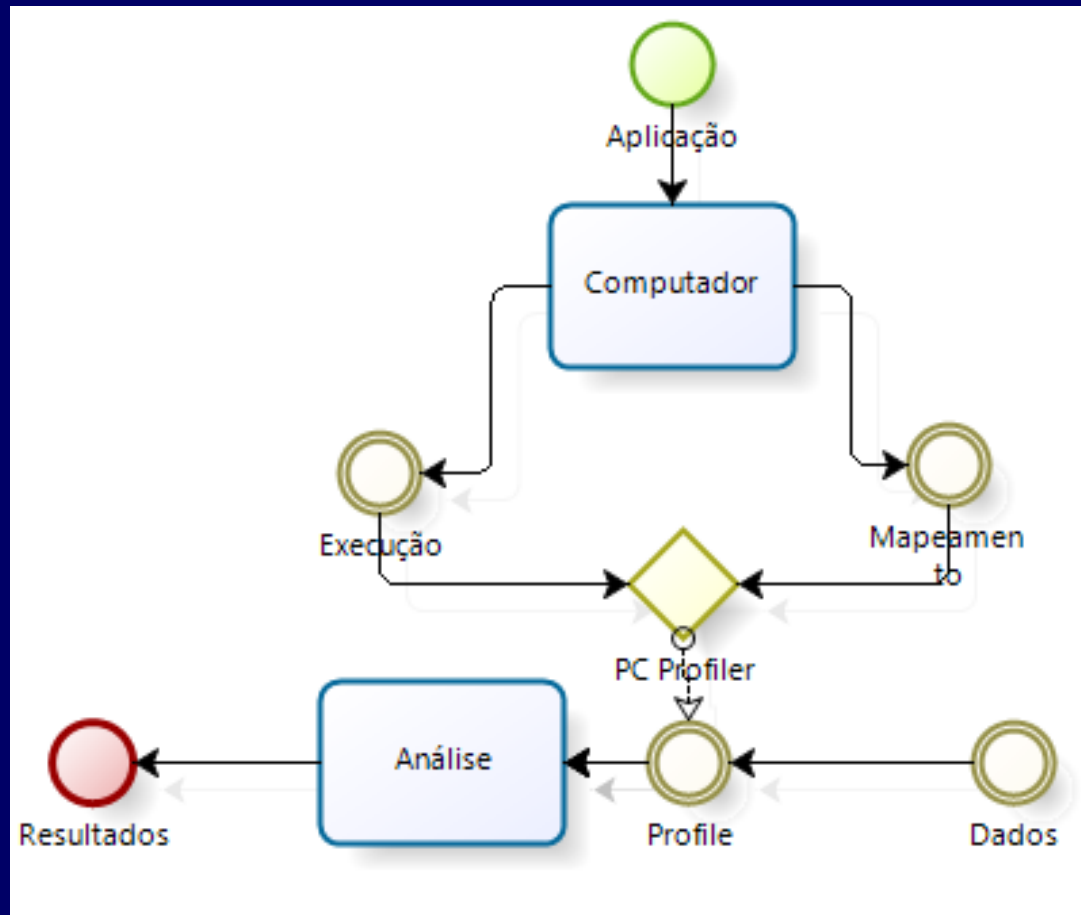 Aplicação
Computador
Execução
Mapeamen
to
PC Profiler
Análise
Resultados
Profile
Dados